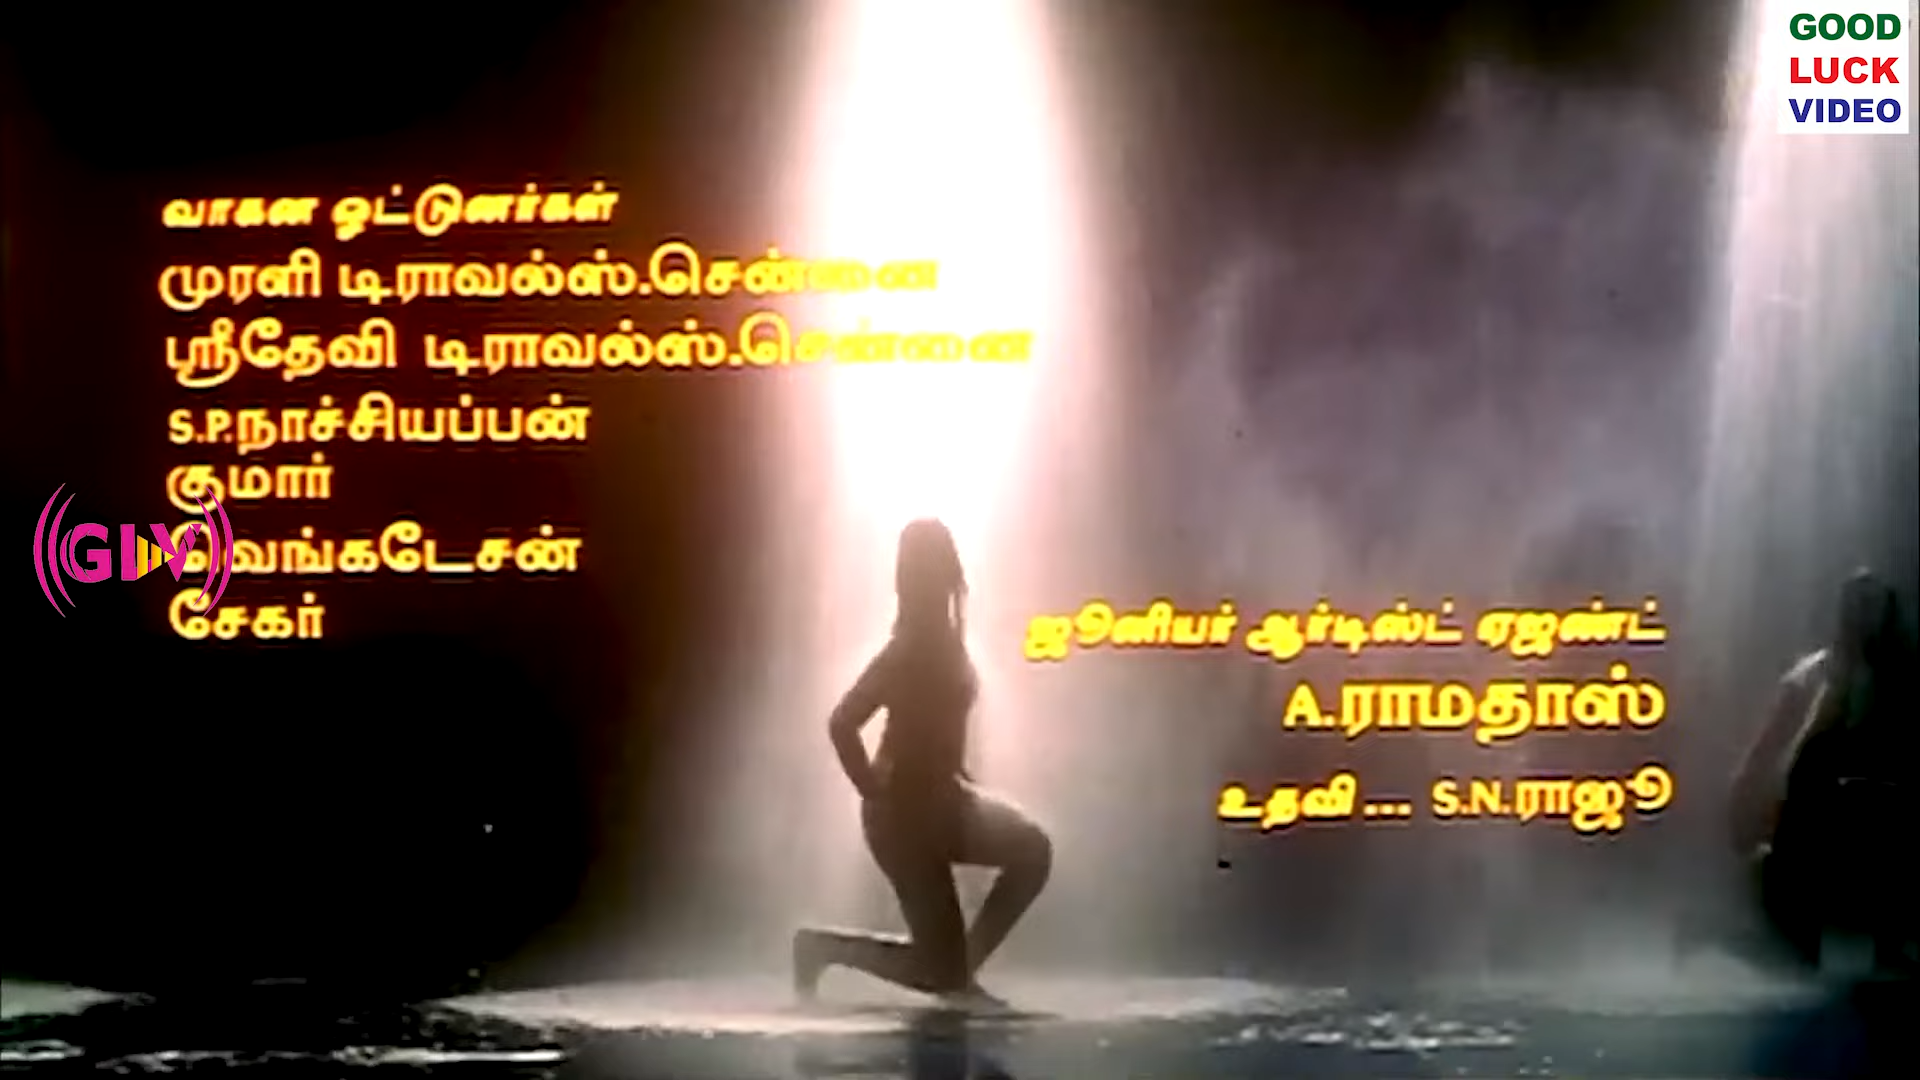 GOOD
LUCK
VIDEO
வாகன ஓட்டுனர்கள்
முரளி டிராவல்ஸ்.சென்னை
ஸ்ரீதேவி டிராவல்ஸ்.சென்னை
S.P.நாச்சியப்பன்
குமார்
GLV
வெங்கடேசன்
சேகர்
ஜூனியர் ஆர்டிஸ்ட் ஏஜண்ட்
A.ராமதாஸ்
உதவி... S.N.ராஜூ